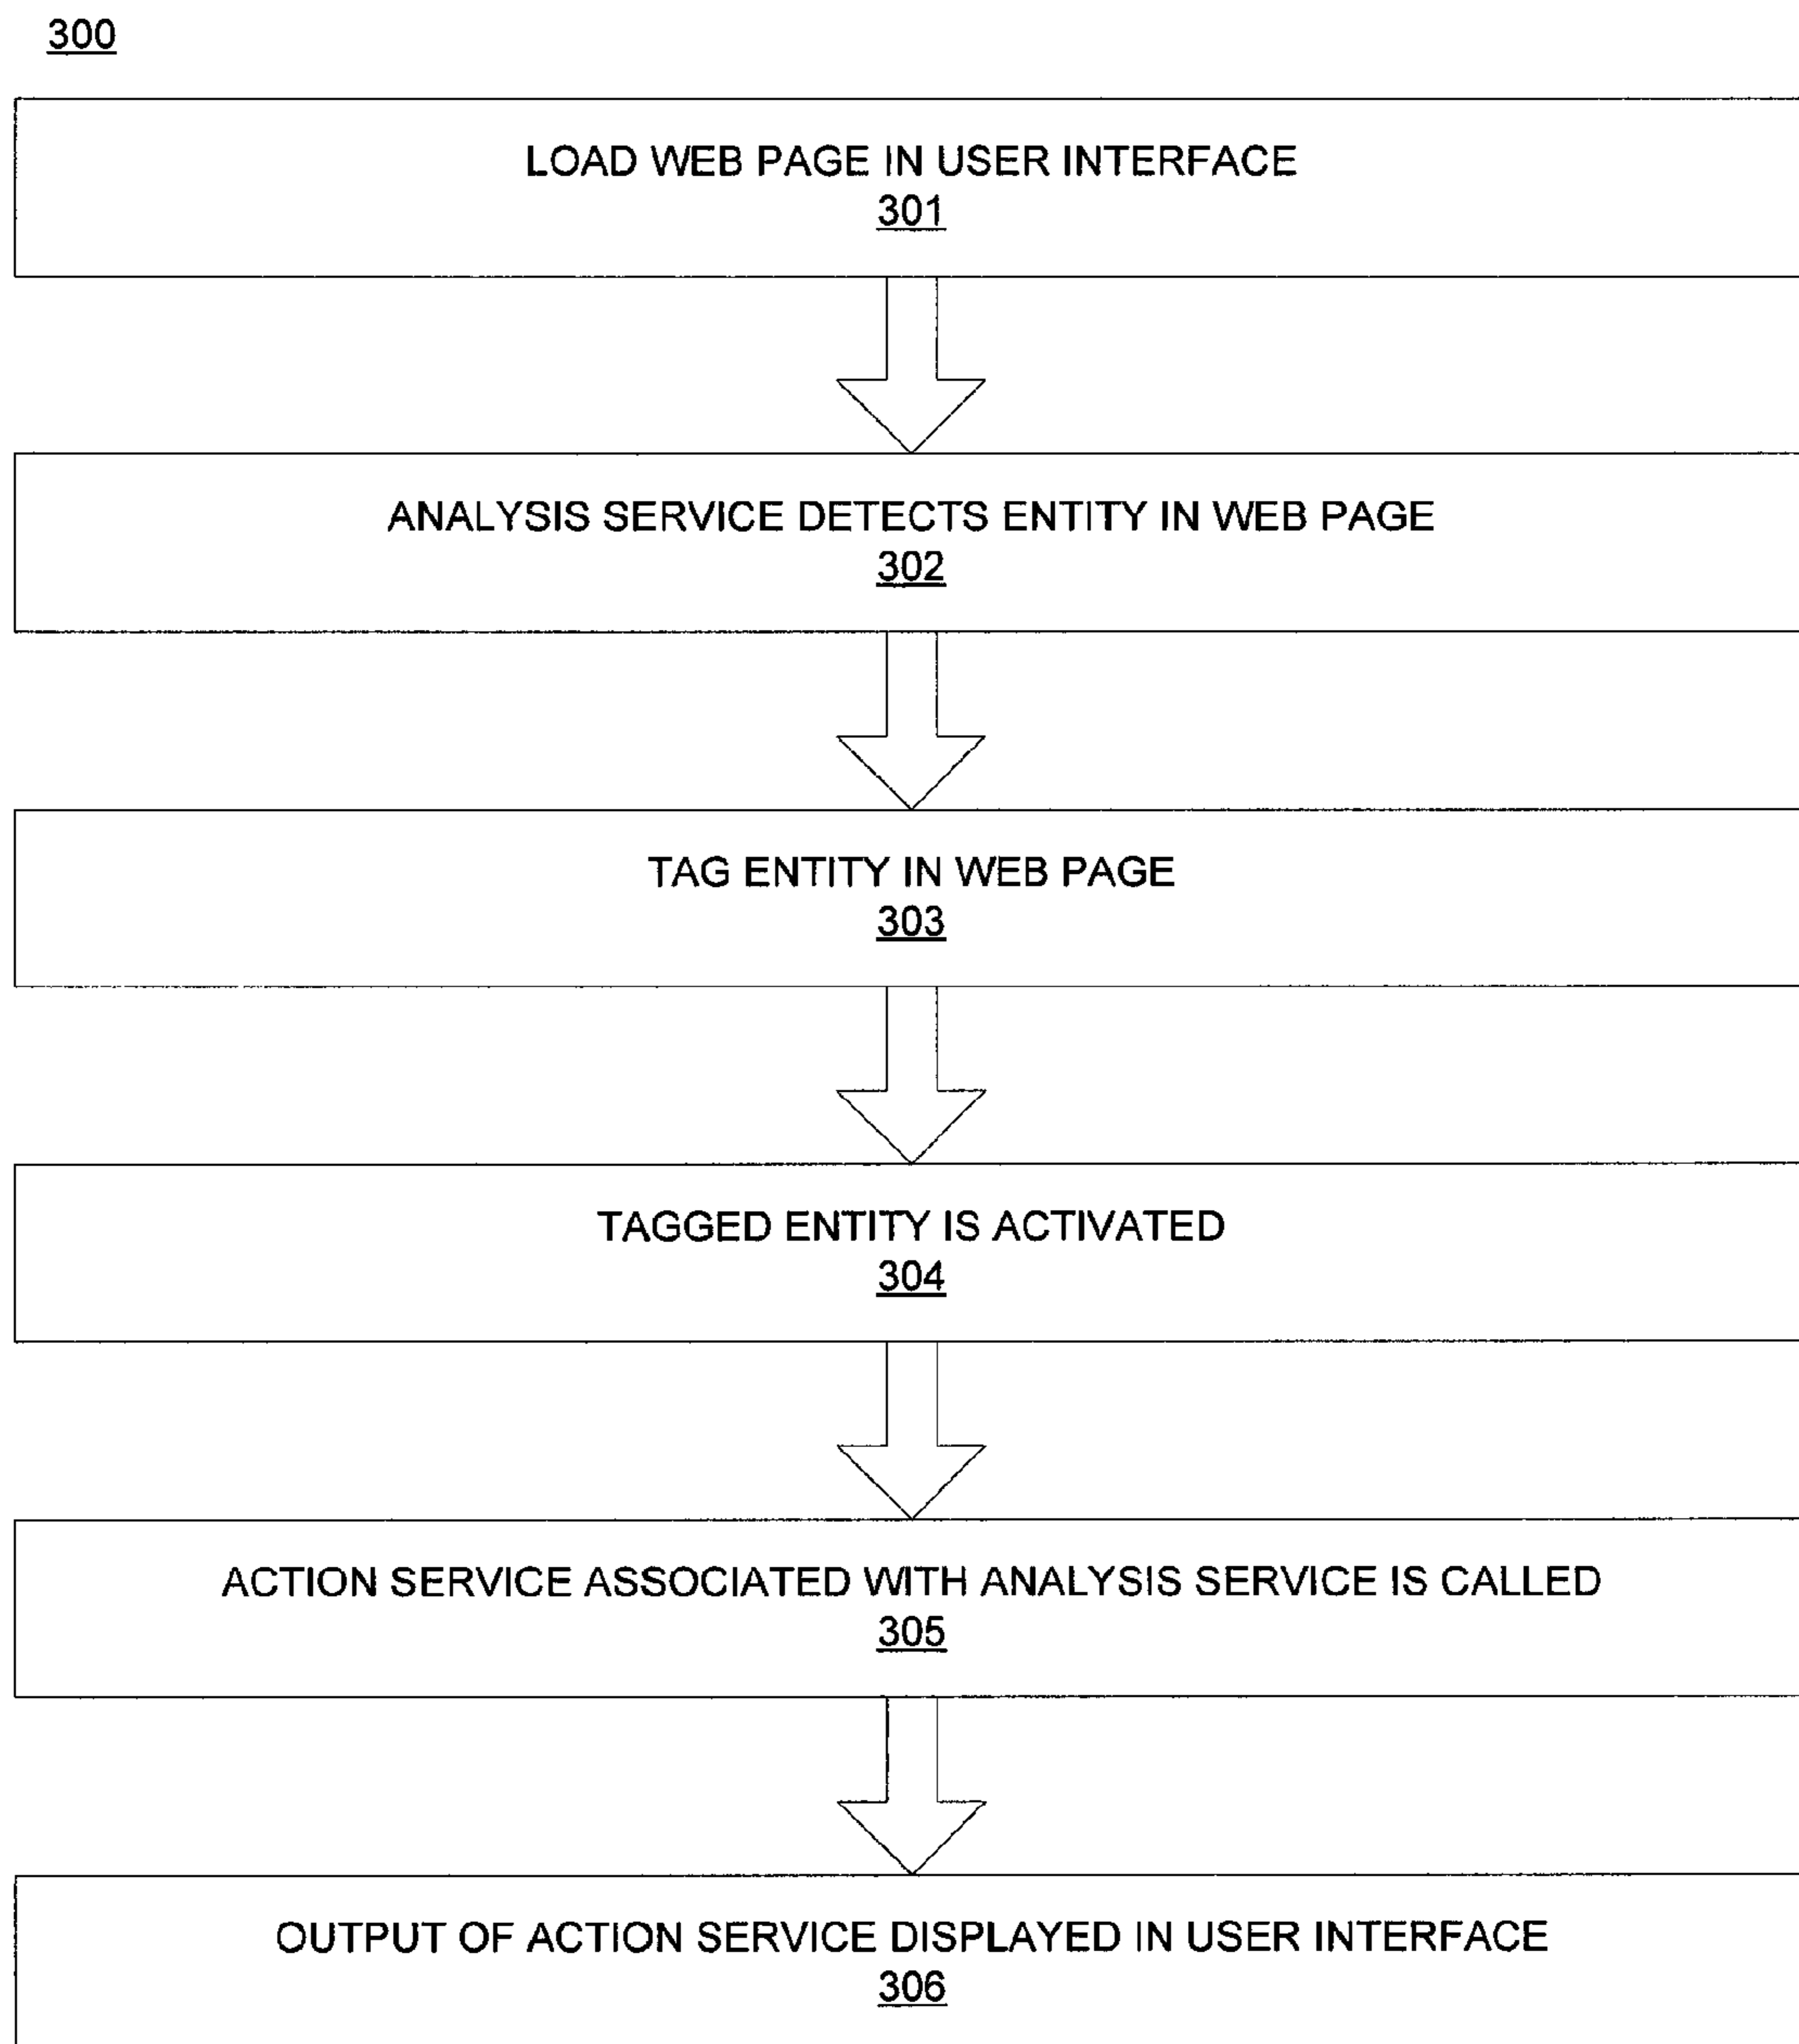 300
LOAD WEB PAGE IN USER INTERFACE
301
ANALYSIS SERVICE DETECTS ENTITY IN WEB PAGE
302
TAG ENTITY IN WEB PAGE
303
TAGGED ENTITY IS ACTIVATED
304
ACTION SERVICE ASSOCIATED WITH ANALYSIS SERVICE IS CALLED
305
OUTPUT OF ACTION SERVICE DISPLAYED IN USER INTERFACE
306